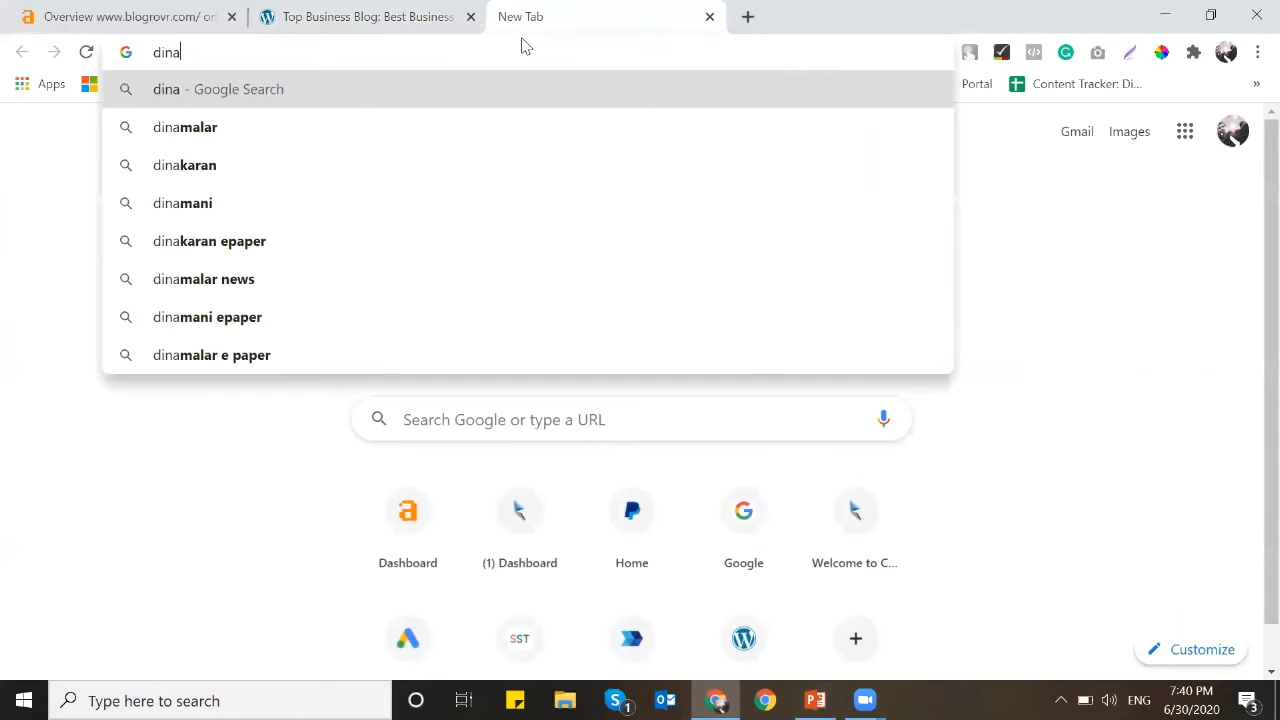 Overview www.blogrovr.com/ on
Top Business Blog: Best Business
New Tab
dina
Apps
Portal
Content Tracker: Di...
»
dina - Google Search
dinamalar
dinakaran
dinamani
dinakaran epaper
dinamalar news
dinamani epaper
dinamalar e paper
Gmail
Images
Search Google or type a URL
Dashboard
(1) Dashboard
Home
Google
Welcome to C...
SST
Customize
Type here to search
1
ENG
7:40 PM
6/30/2020
3